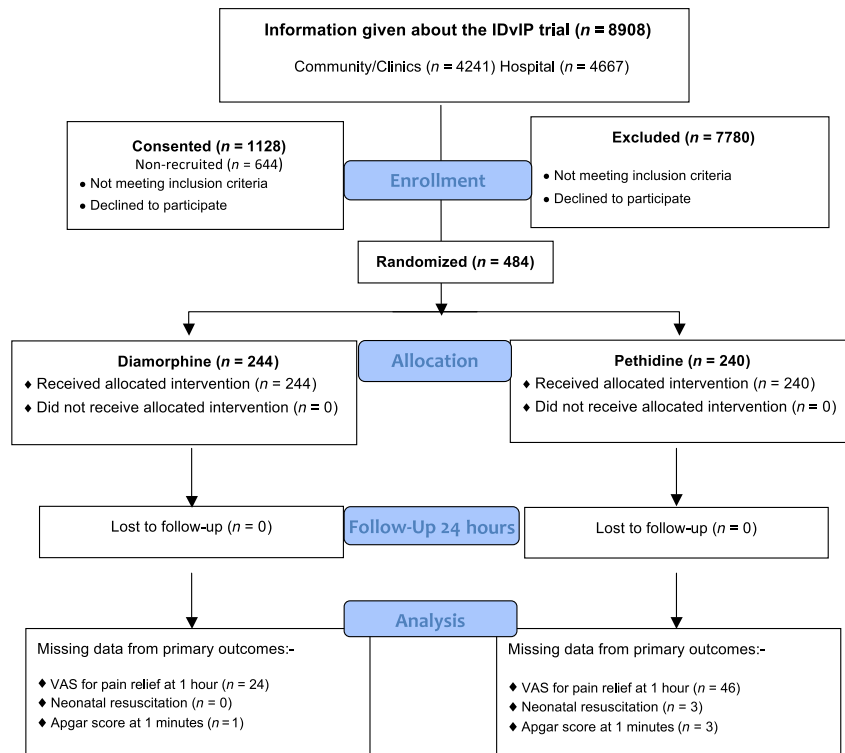 Information given about the IDvIP trial (n = 8908)
Community/Clinics (n = 4241) Hospital (n = 4667)
Consented (n = 1128)
Non-recruited (n = 644)
• Not meeting inclusion criteria
• Declined to participate
Excluded (n = 7780)
• Not meeting inclusion criteria
• Declined to participate
Enrollment
Randomized (n = 484)
Diamorphine (n = 244)
♦ Received allocated intervention (n = 244)
♦ Did not receive allocated intervention (n = 0)
Allocation
Pethidine (n = 240)
♦ Received allocated intervention (n = 240)
♦ Did not receive allocated intervention (n = 0)
Lost to follow-up (n = 0)
Follow-Up 24 hours
Lost to follow-up (n = 0)
Analysis
Missing data from primary outcomes:-
♦ VAS for pain relief at 1 hour (n = 24)
♦ Neonatal resuscitation (n = 0)
♦ Apgar score at 1 minutes (n = 1)
Missing data from primary outcomes:-
♦ VAS for pain relief at 1 hour (n = 46)
♦ Neonatal resuscitation (n = 3)
♦ Apgar score at 1 minutes (n = 3)